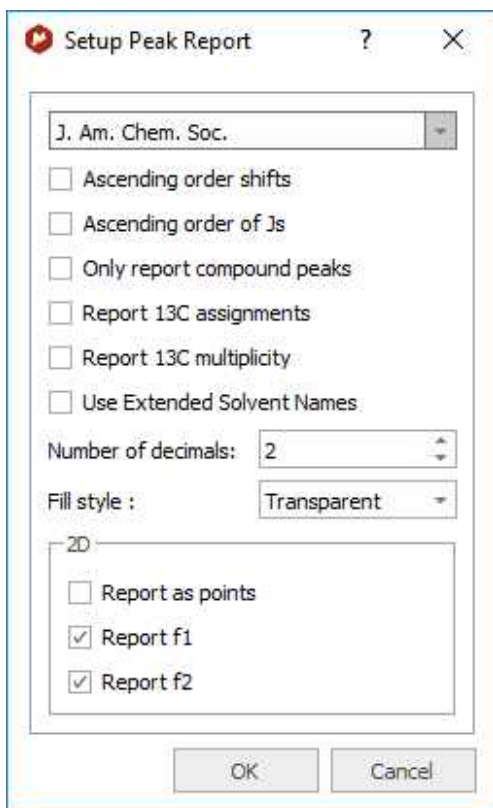 Setup Peak Report ?
J. Am. Chem. Soc.
Ascending order shifts
Ascending order of Js
Only report compound peaks
Report 13C assignments
Report 13C multiplicity
Use Extended Solvent Names
Number of decimals: 2
Fill style : Transparent
2D
Report as points
Report f1
Report f2
OK Cancel